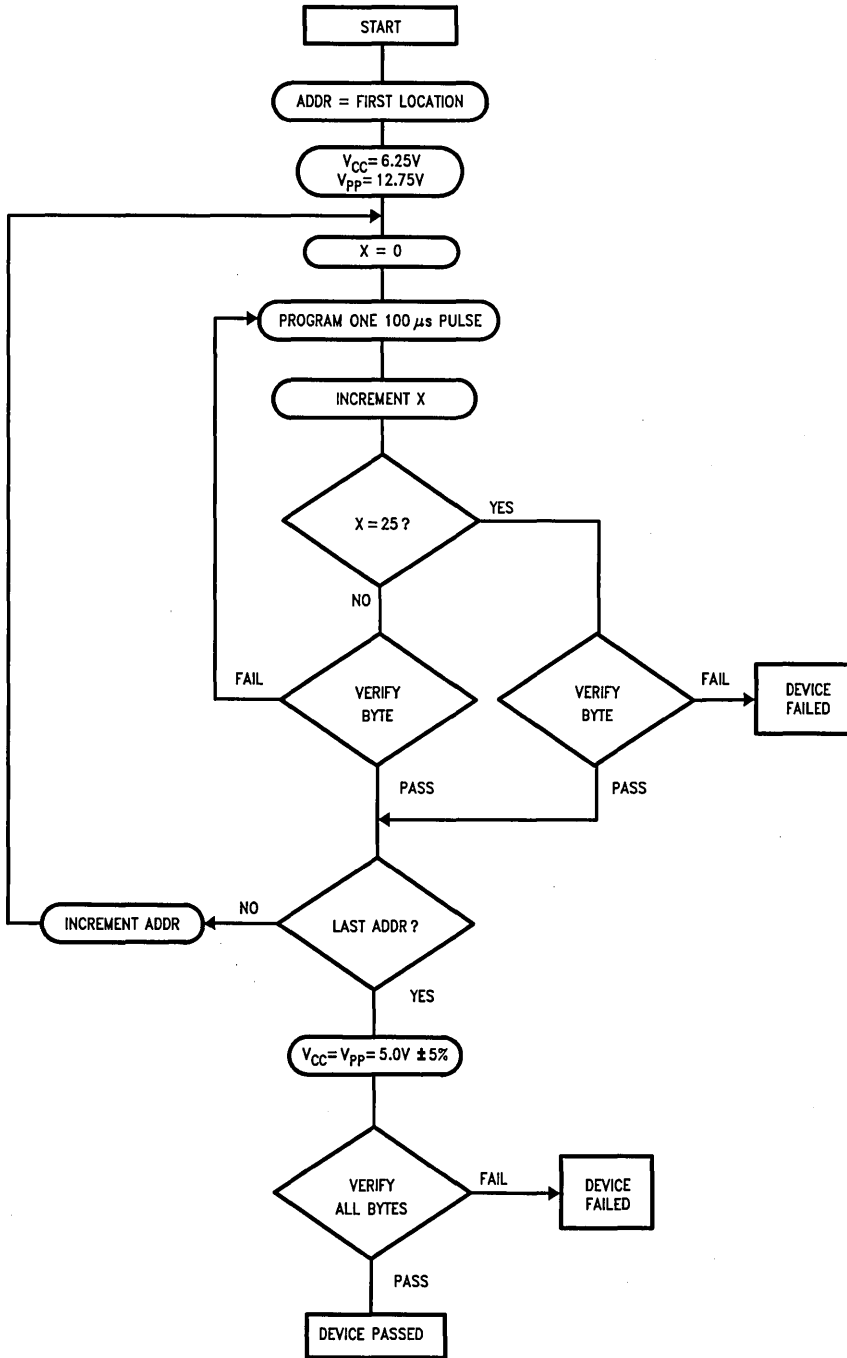 START
ADDR = FIRST LOCATION
VCC = 6.25V
VPP = 12.75V
X = 0
PROGRAM ONE 100 μs PULSE
INCREMENT X
X = 25?
YES
NO
FAIL
VERIFY
BYTE
VERIFY
BYTE
FAIL
DEVICE
FAILED
PASS
PASS
INCREMENT ADDR
NO
LAST ADDR?
YES
VCC = VPP = 5.0V ±5%
VERIFY
ALL BYTES
FAIL
DEVICE
FAILED
PASS
DEVICE PASSED